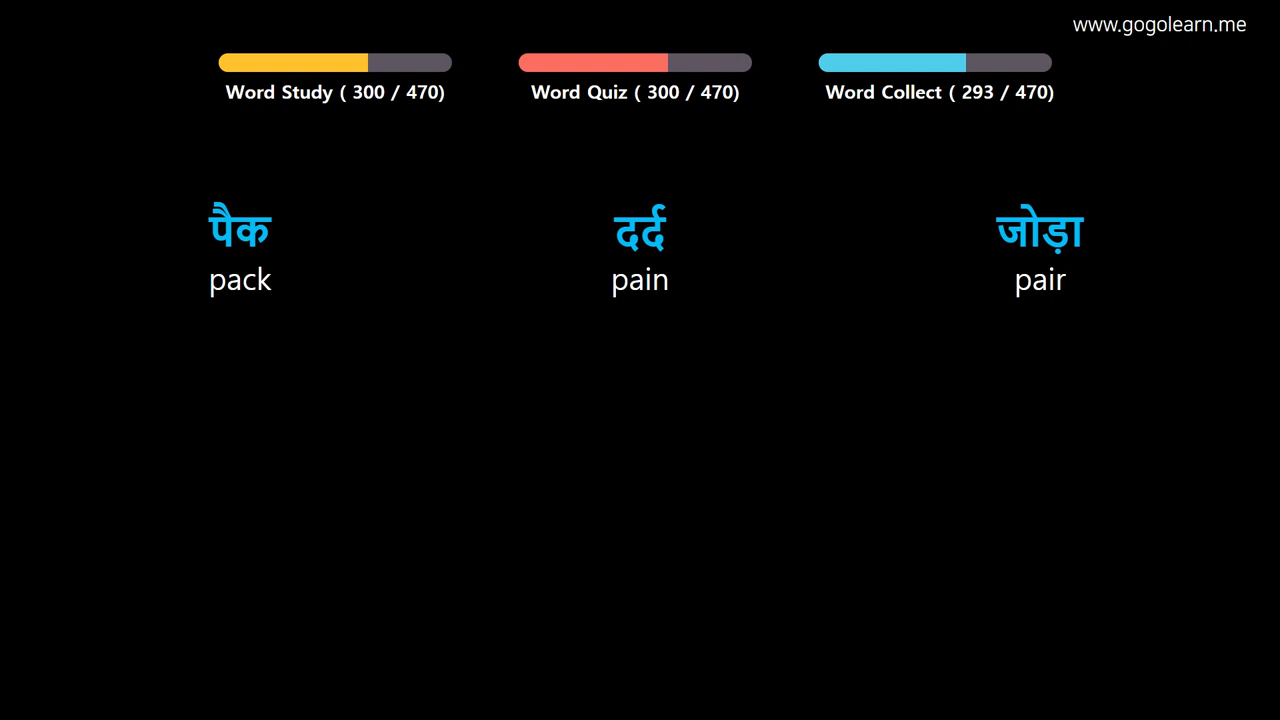 www.gogolearn.me
Word Study ( 300 / 470)
Word Quiz ( 300 / 470)
Word Collect ( 293 / 470)
पैक
pack
दर्द
pain
जोड़ा
pair